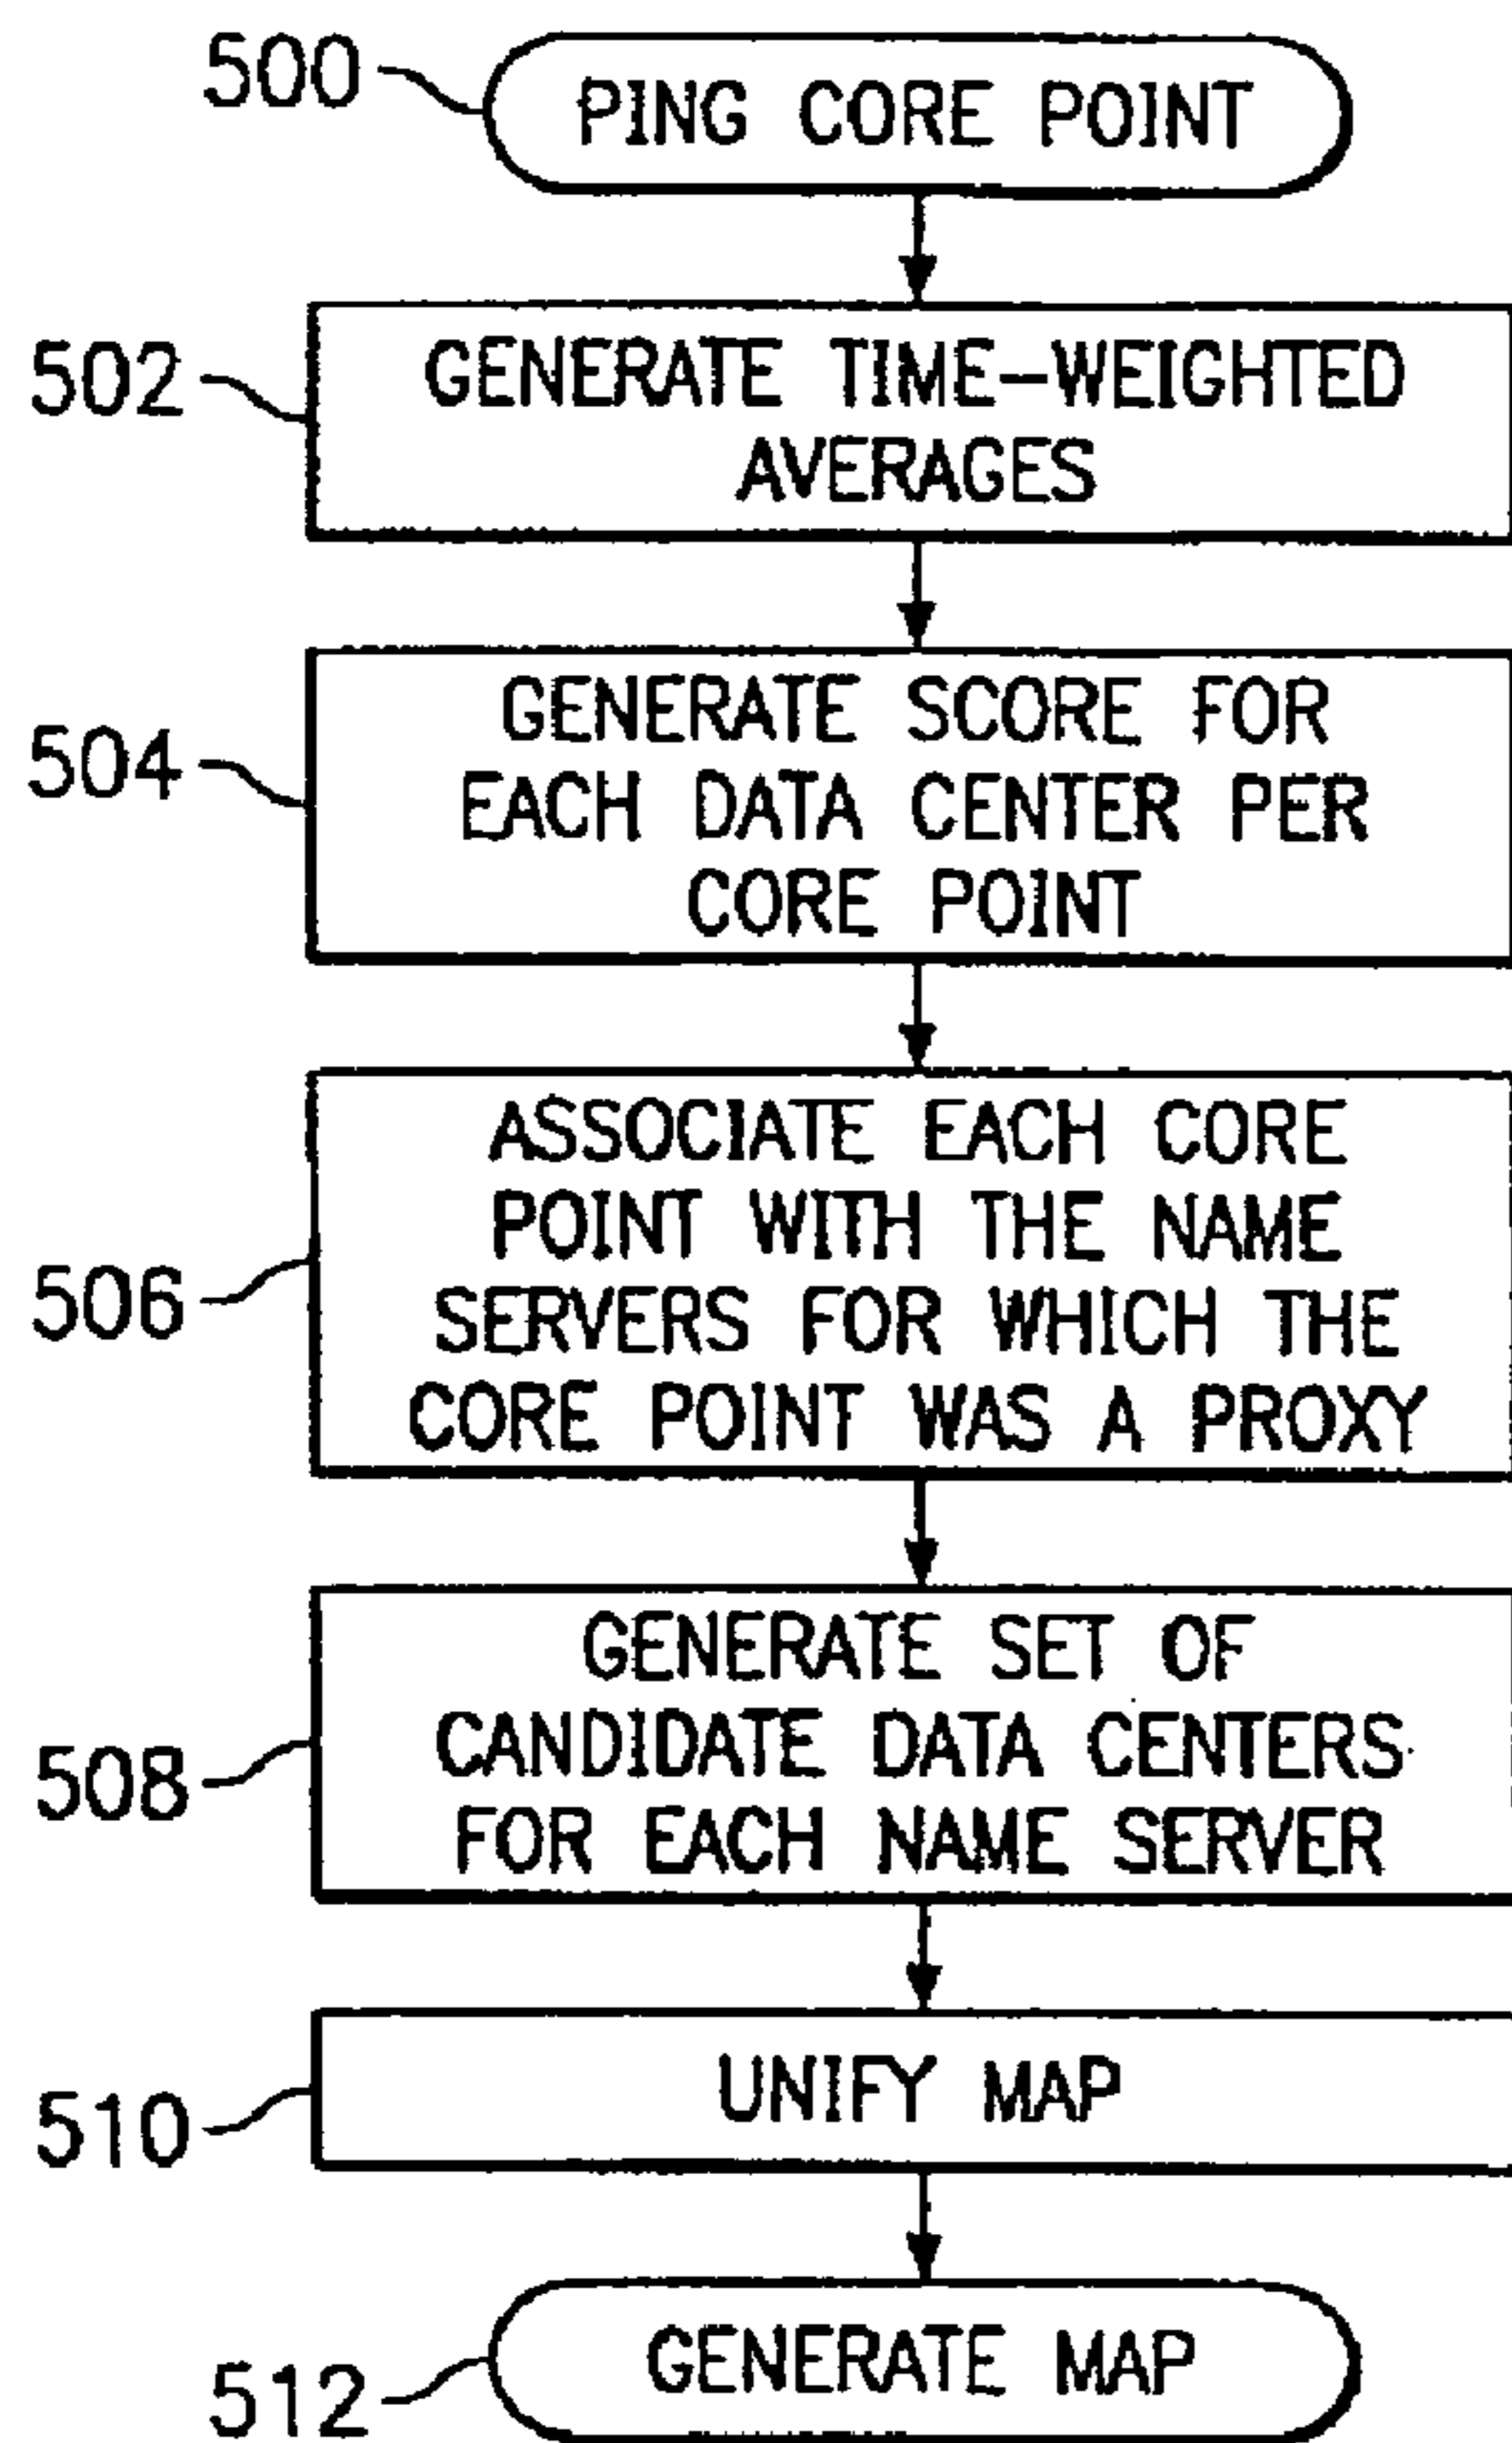 500
PING CORE POINT
502
GENERATE TIME-WEIGHTED
AVERAGES
504
GENERATE SCORE FOR
EACH DATA CENTER PER
CORE POINT
506
ASSOCIATE EACH CORE
POINT WITH THE NAME
SERVERS FOR WHICH THE
CORE POINT WAS A PROXY
508
GENERATE SET OF
CANDIDATE DATA CENTERS
FOR EACH NAME SERVER
510
UNIFY MAP
512
GENERATE MAP